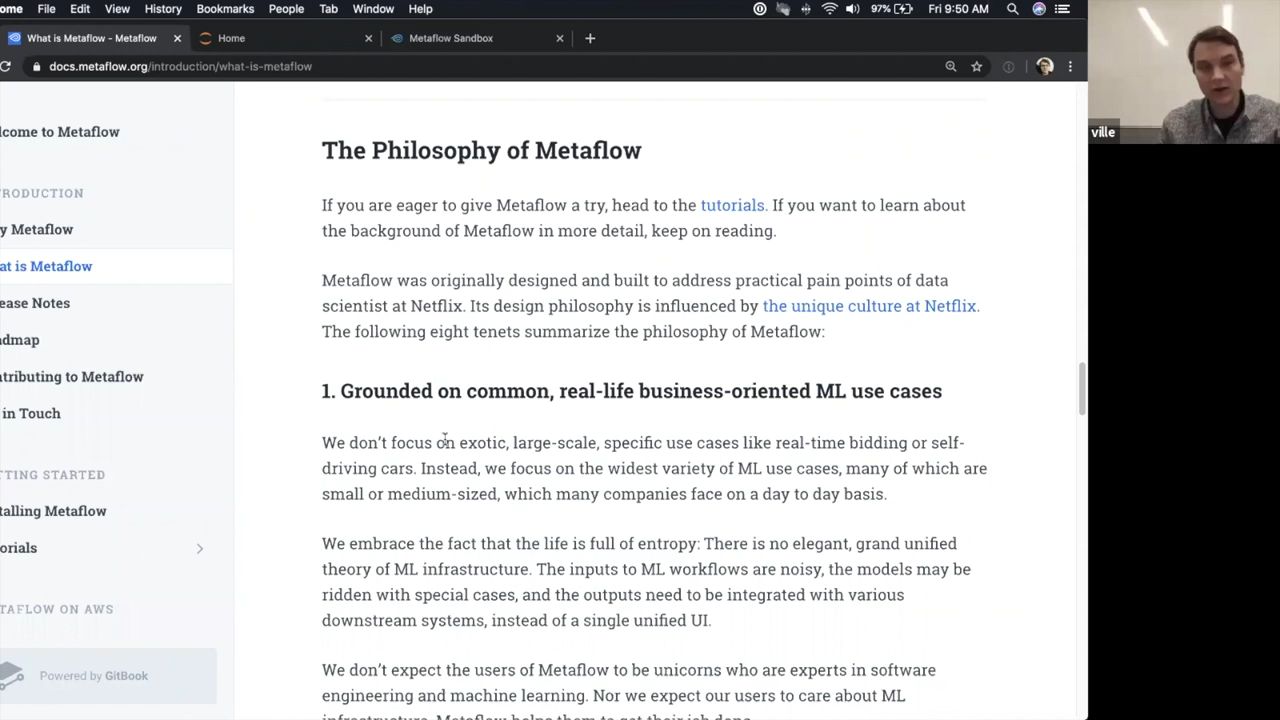 ome File Edit View History Bookmarks People Tab Window Help 97% Fri 9:50 AM
What is Metaflow - Metaflow Home Metaflow Sandbox
docs.metaflow.org/introduction/what-is-metaflow
ville
lcome to Metaflow
RODUCTION
y Metaflow
at is Metaflow
ease Notes
admap
ntributing to Metaflow
in Touch
TTING STARTED
talling Metaflow
orials
TAFLOW ON AWS
Powered by GitBook
The Philosophy of Metaflow
If you are eager to give Metaflow a try, head to the tutorials. If you want to learn about
the background of Metaflow in more detail, keep on reading.
Metaflow was originally designed and built to address practical pain points of data
scientist at Netflix. Its design philosophy is influenced by the unique culture at Netflix.
The following eight tenets summarize the philosophy of Metaflow:
1. Grounded on common, real-life business-oriented ML use cases
We don't focus on exotic, large-scale, specific use cases like real-time bidding or self-
driving cars. Instead, we focus on the widest variety of ML use cases, many of which are
small or medium-sized, which many companies face on a day to day basis.
We embrace the fact that the life is full of entropy: There is no elegant, grand unified
theory of ML infrastructure. The inputs to ML workflows are noisy, the models may be
ridden with special cases, and the outputs need to be integrated with various
downstream systems, instead of a single unified UI.
We don't expect the users of Metaflow to be unicorns who are experts in software
engineering and machine learning. Nor we expect our users to care about ML
infrastructure. Metaflow helps them to get their job done.